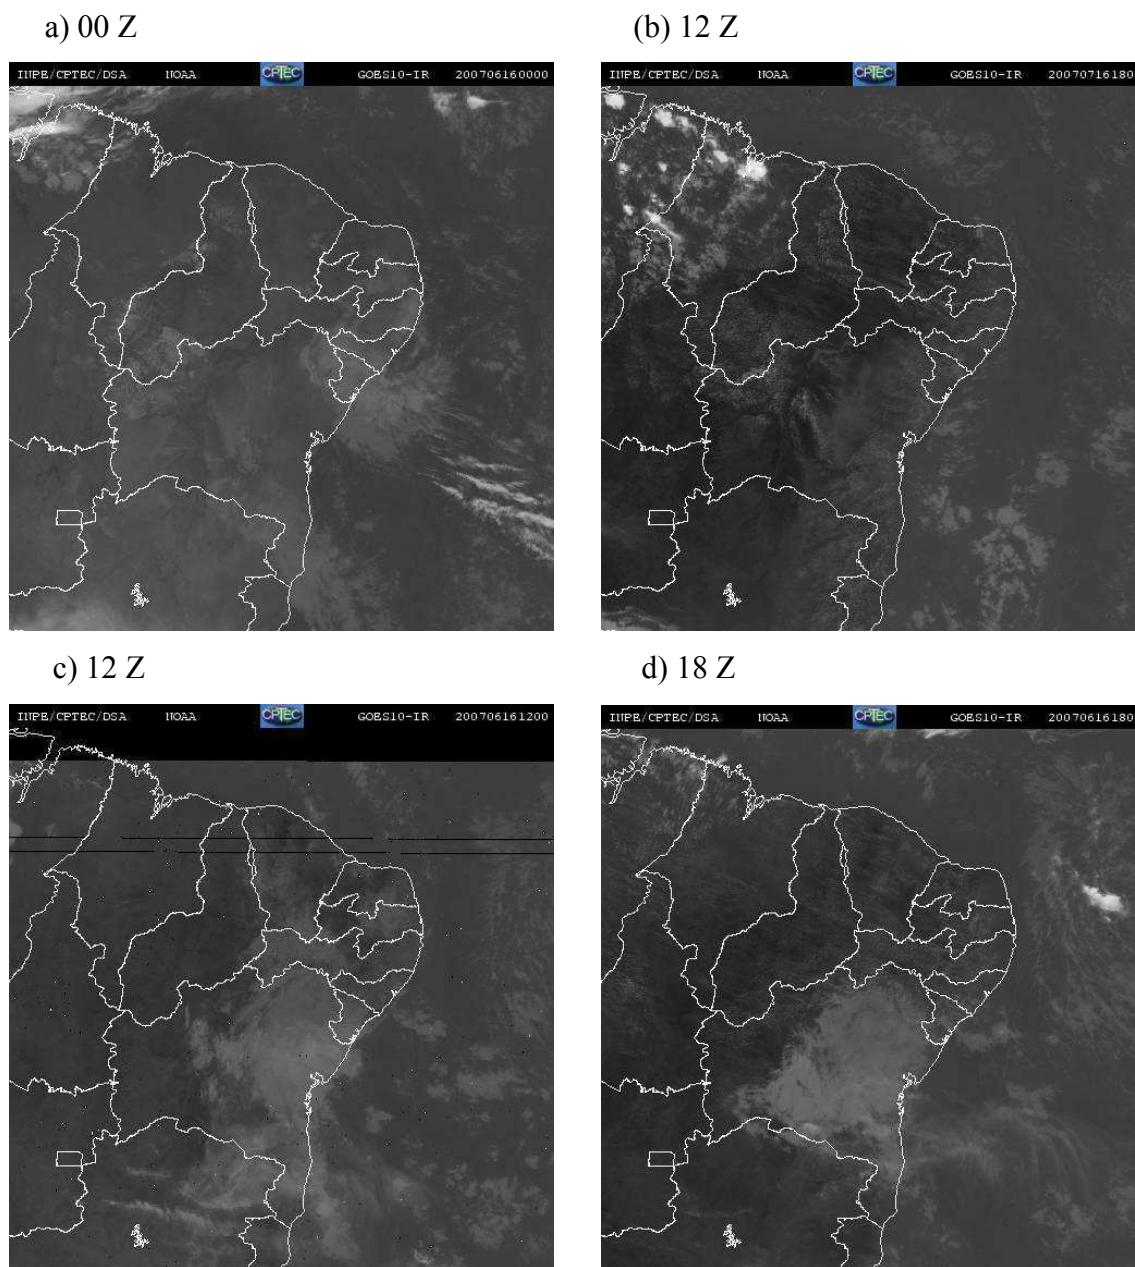 a) 00 Z
(b) 12 Z
INPE/CPTEC/DSA NOAA CPTEC GOES10-IR 200706160000
INPE/CPTEC/DSA NOAA CPTEC GOES10-IR 20070716180
c) 12 Z
d) 18 Z
INPE/CPTEC/DSA NOAA CPTEC GOES10-IR 200706161200
INPE/CPTEC/DSA NOAA CPTEC GOES10-IR 20070616180